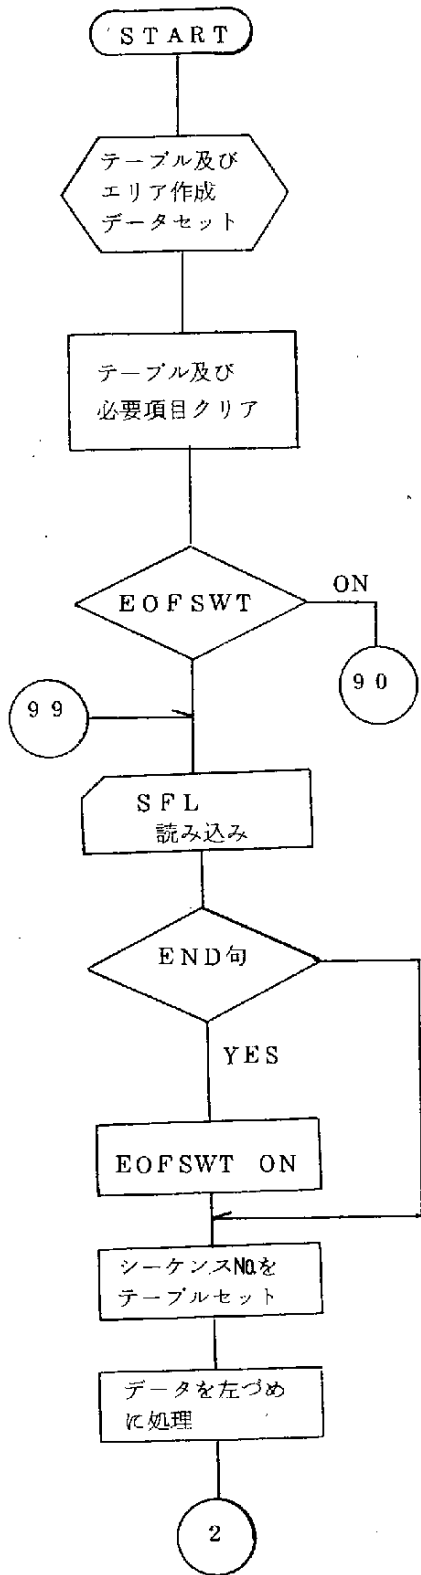 START
テーブル及び
エリア作成
データセット
テーブル及び
必要項目クリア
EOFSWT
ON
90
99
SFL
読み込み
END句
YES
EOFSWT ON
シーケンス№を
テーブルセット
データを左づめ
に処理
2